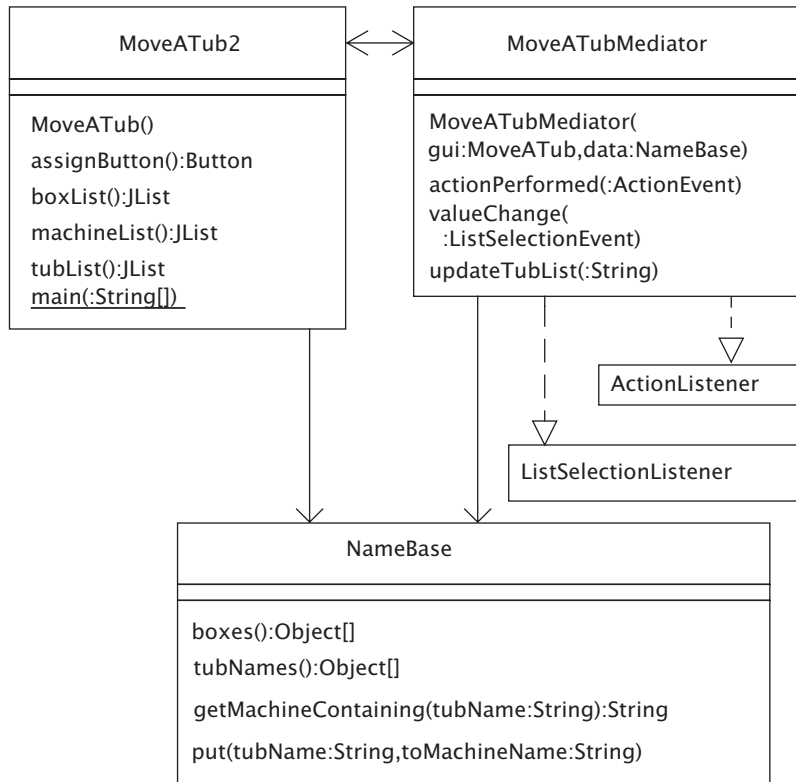 MoveATub2
MoveATub()
assignButton():Button
boxList():JList
machineList():JList
tubList():JList
main(:String[])
MoveATubMediator
MoveATubMediator(
gui:MoveATub,data:NameBase)
actionPerformed(:ActionEvent)
valueChange(
:ListSelectionEvent)
updateTubList(:String)
ActionListener
ListSelectionListener
NameBase
boxes():Object[]
tubNames():Object[]
getMachineContaining(tubName:String):String
put(tubName:String,toMachineName:String)